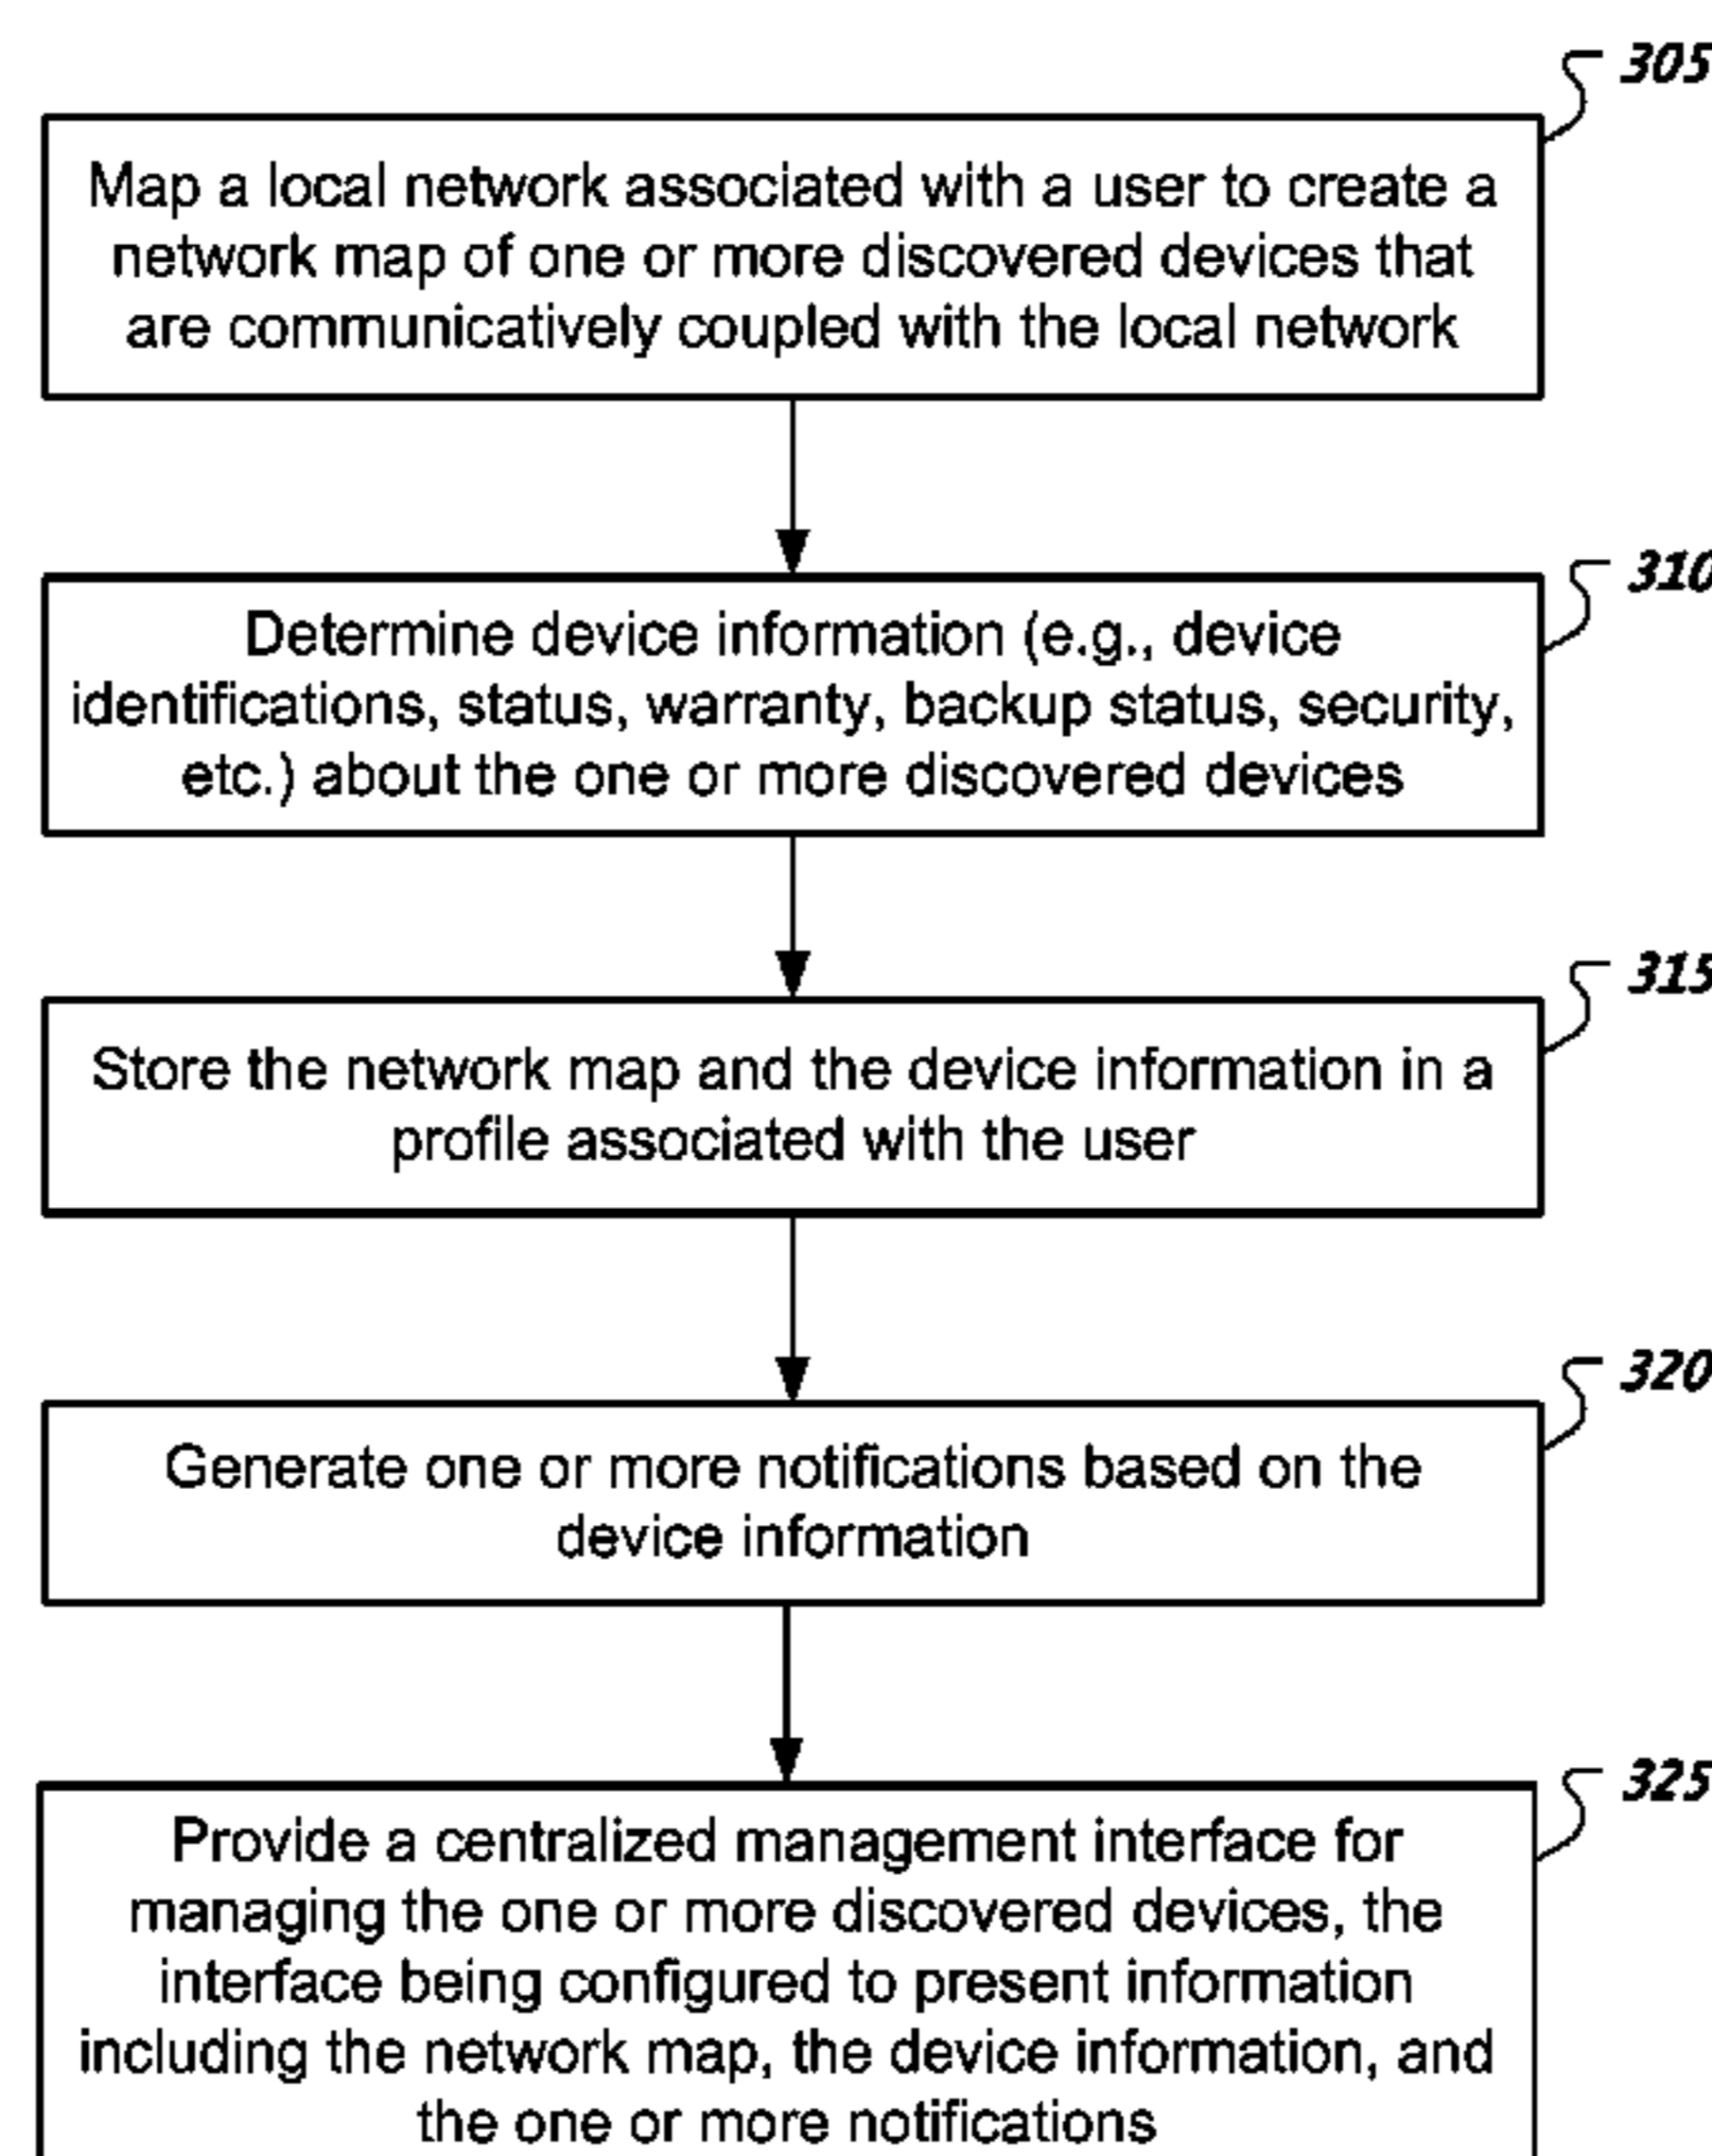 305
Map a local network associated with a user to create a
network map of one or more discovered devices that
are communicatively coupled with the local network
310
Determine device information (e.g., device
identifications, status, warranty, backup status, security,
etc.) about the one or more discovered devices
315
Store the network map and the device information in a
profile associated with the user
320
Generate one or more notifications based on the
device information
325
Provide a centralized management interface for
managing the one or more discovered devices, the
interface being configured to present information
including the network map, the device information, and
the one or more notifications